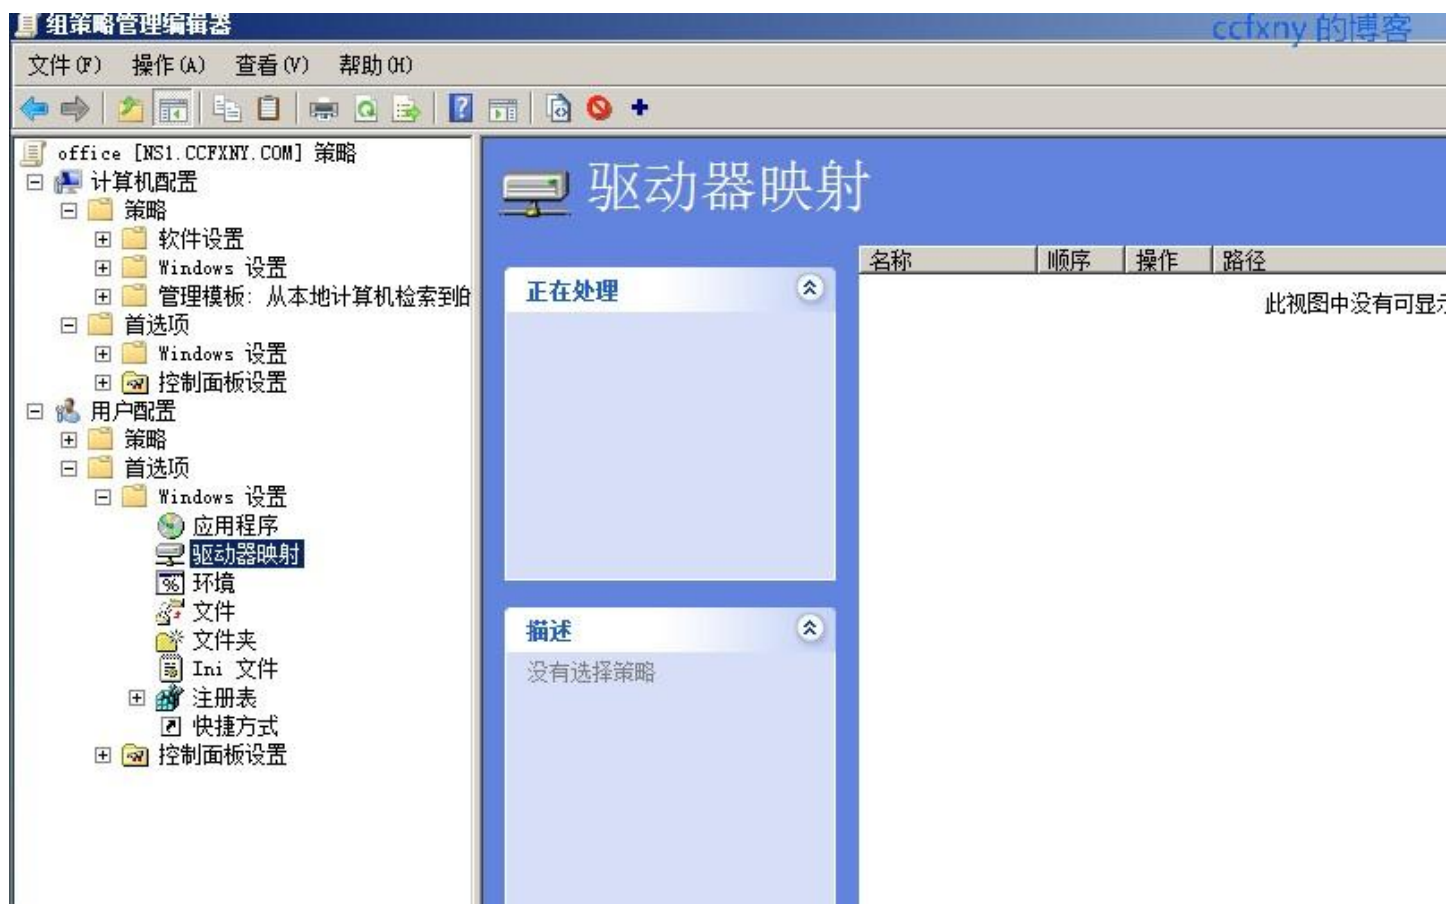 组策略管理编辑器
ccfxny 的博客
文件(F) 操作(A) 查看(V) 帮助(H)
office [NS1.CCFXNY.COM] 策略
计算机配置
策略
软件设置
Windows 设置
管理模板: 从本地计算机检索到的
首选项
Windows 设置
控制面板设置
用户配置
策略
首选项
Windows 设置
应用程序
驱动器映射
环境
文件
文件夹
Ini 文件
注册表
快捷方式
控制面板设置
驱动器映射
正在处理
描述
没有选择策略
名称 顺序 操作 路径
此视图中没有可显示